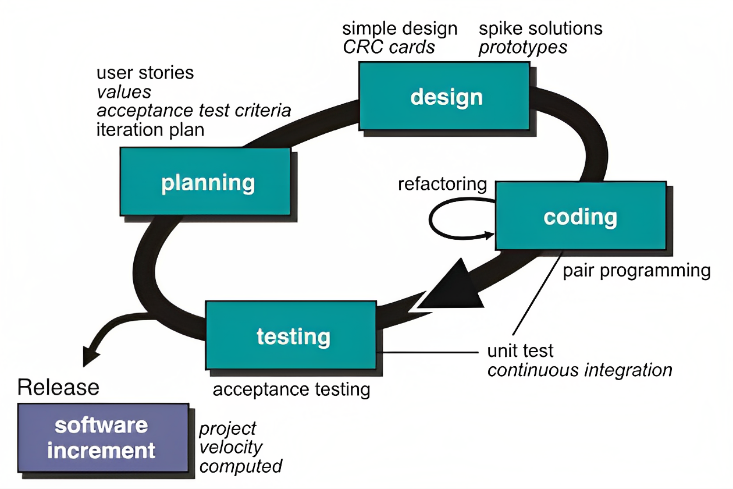 simple design
CRC cards
spike solutions
prototypes
user stories
values
acceptance test criteria
iteration plan
design
planning
refactoring
coding
pair programming
testing
unit test
continuous integration
acceptance testing
Release
software
increment
project
velocity
computed